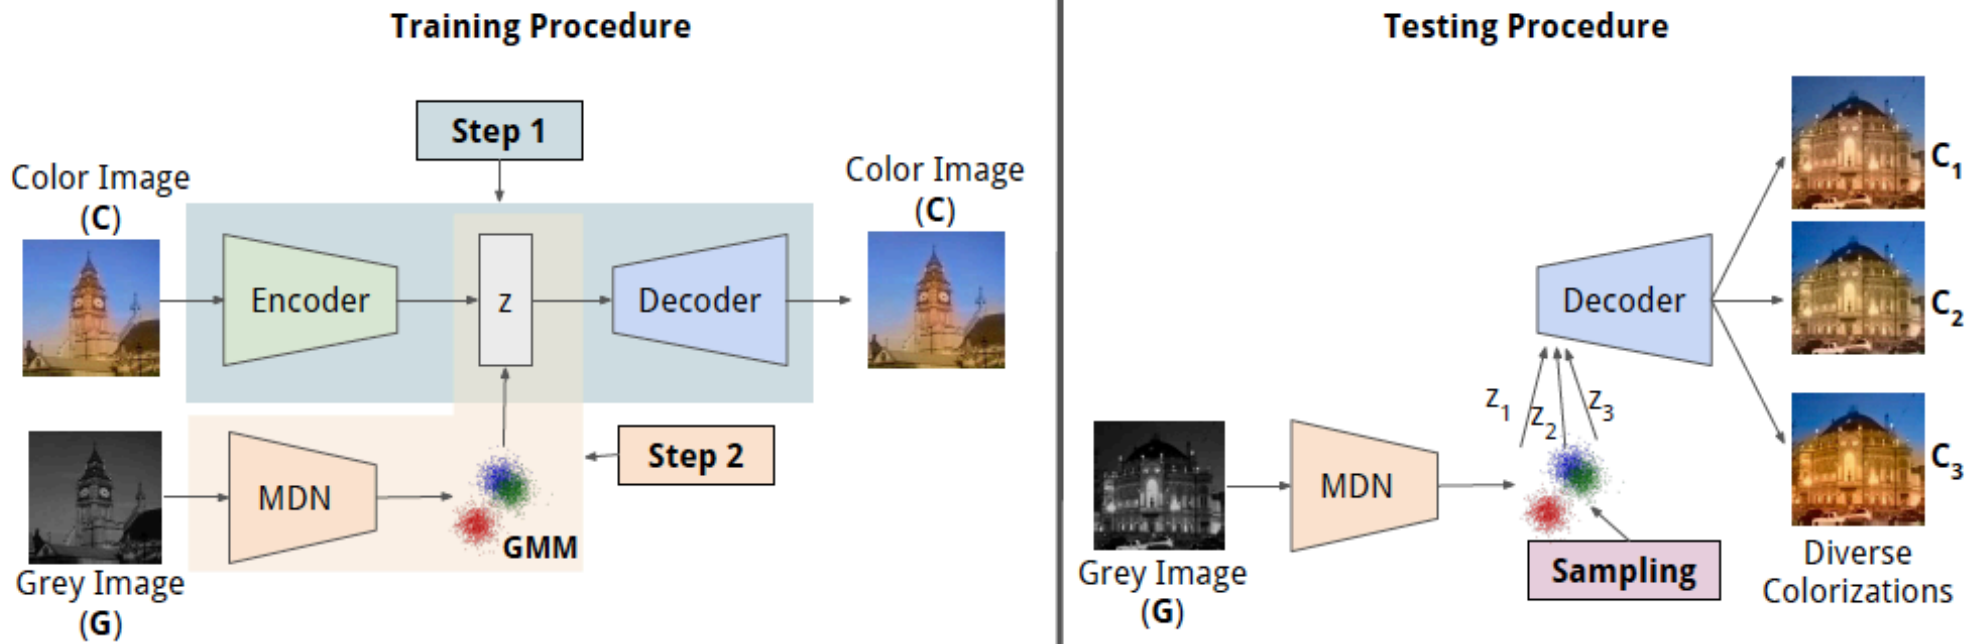 Training Procedure
Step 1
Color Image
(C)
Color Image
(C)
Encoder
z
Decoder
MDN
GMM
Step 2
Grey Image
(G)
Testing Procedure
C1
C2
C3
Decoder
z1
z2
z3
MDN
Grey Image
(G)
Sampling
Diverse
Colorizations